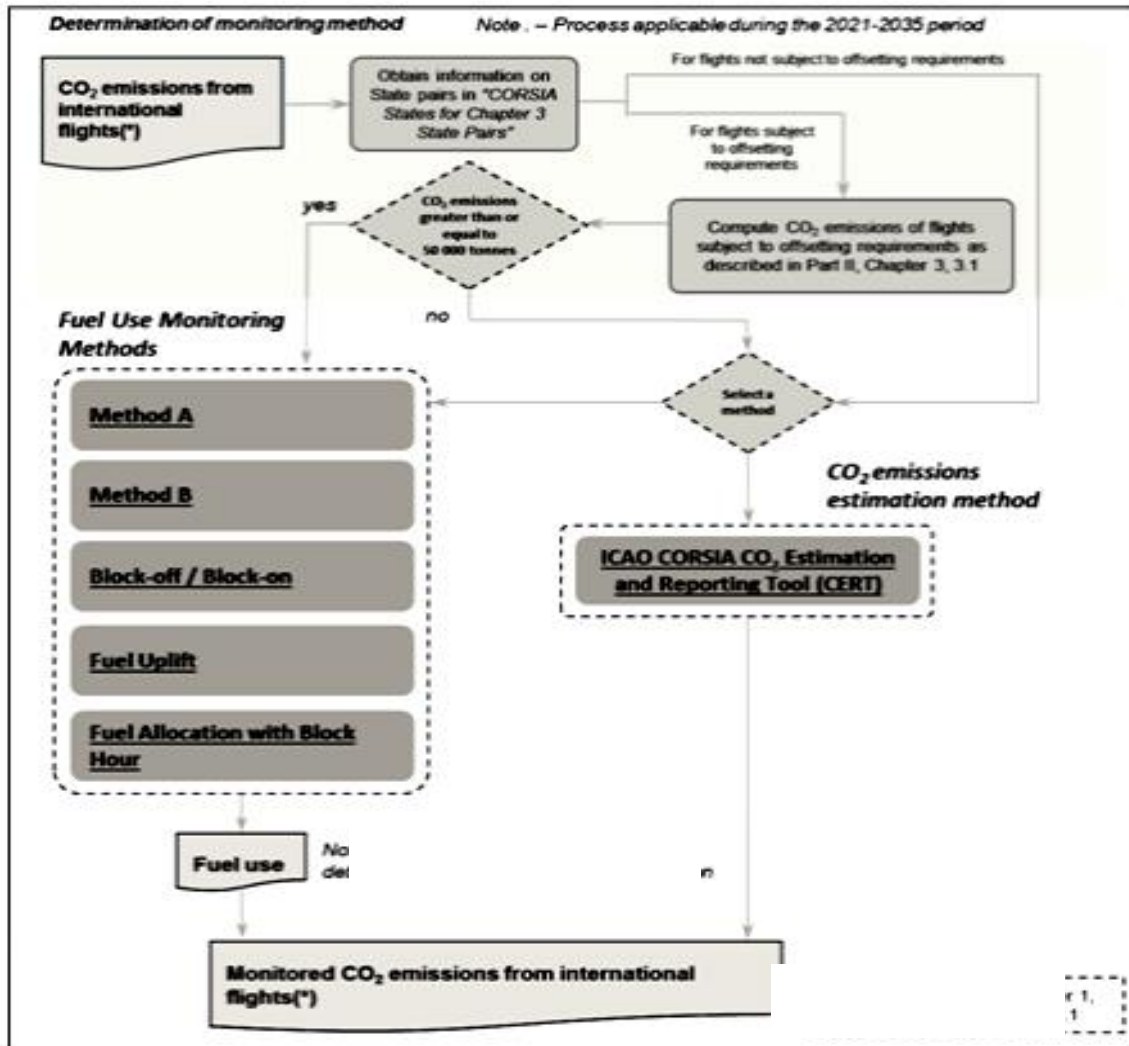 Determination of monitoring method Note . – Process applicable during the 2021-2035 period
CO₂ emissions from
international
flights(*)
Obtain information on
State pairs in "CORSIA
States for Chapter 3
State Pairs"
For flights not subject to offsetting requirements
For flights subject
to offsetting
requirements
yes
CO₂ emissions
greater than or
equal to
50 000 tonnes
Compute CO₂ emissions of flights
subject to offsetting requirements as
described in Part II, Chapter 3, 3.1
no
Fuel Use Monitoring
Methods
Select a
method
Method A
Method B
Block-off / Block-on
Fuel Uplift
Fuel Allocation with Block
Hour
CO₂ emissions
estimation method
ICAO CORSIA CO₂ Estimation
and Reporting Tool (CERT)
Fuel use
Monitored CO₂ emissions from international
flights(*)